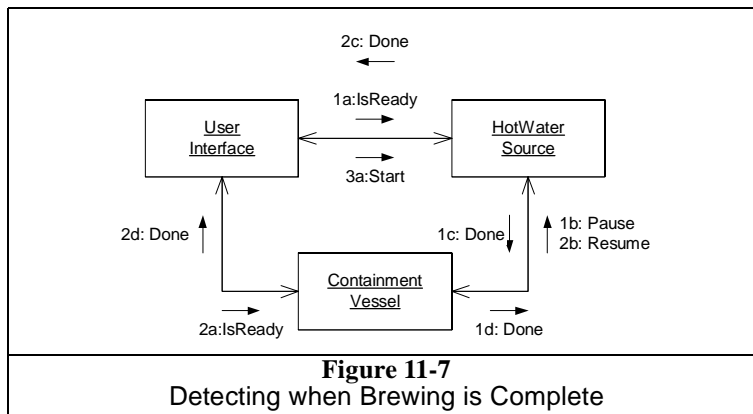 2c: Done
1a:IsReady
User
Interface
HotWater
Source
3a:Start
2d: Done
1c: Done
1b: Pause
2b: Resume
Containment
Vessel
2a:IsReady
1d: Done
Figure 11-7
Detecting when Brewing is Complete